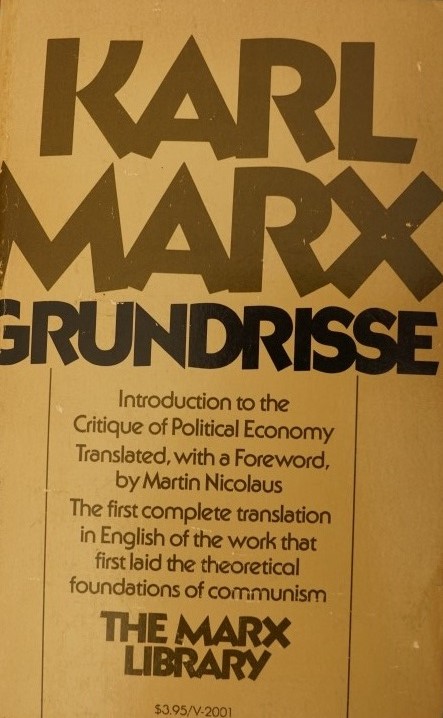 KARL
MARX
GRUNDRISSE
Introduction to the
Critique of Political Economy
Translated, with a Foreword,
by Martin Nicolaus
The first complete translation
in English of the work that
first laid the theoretical
foundations of communism
THE MARX
LIBRARY
$3.95/V-2001